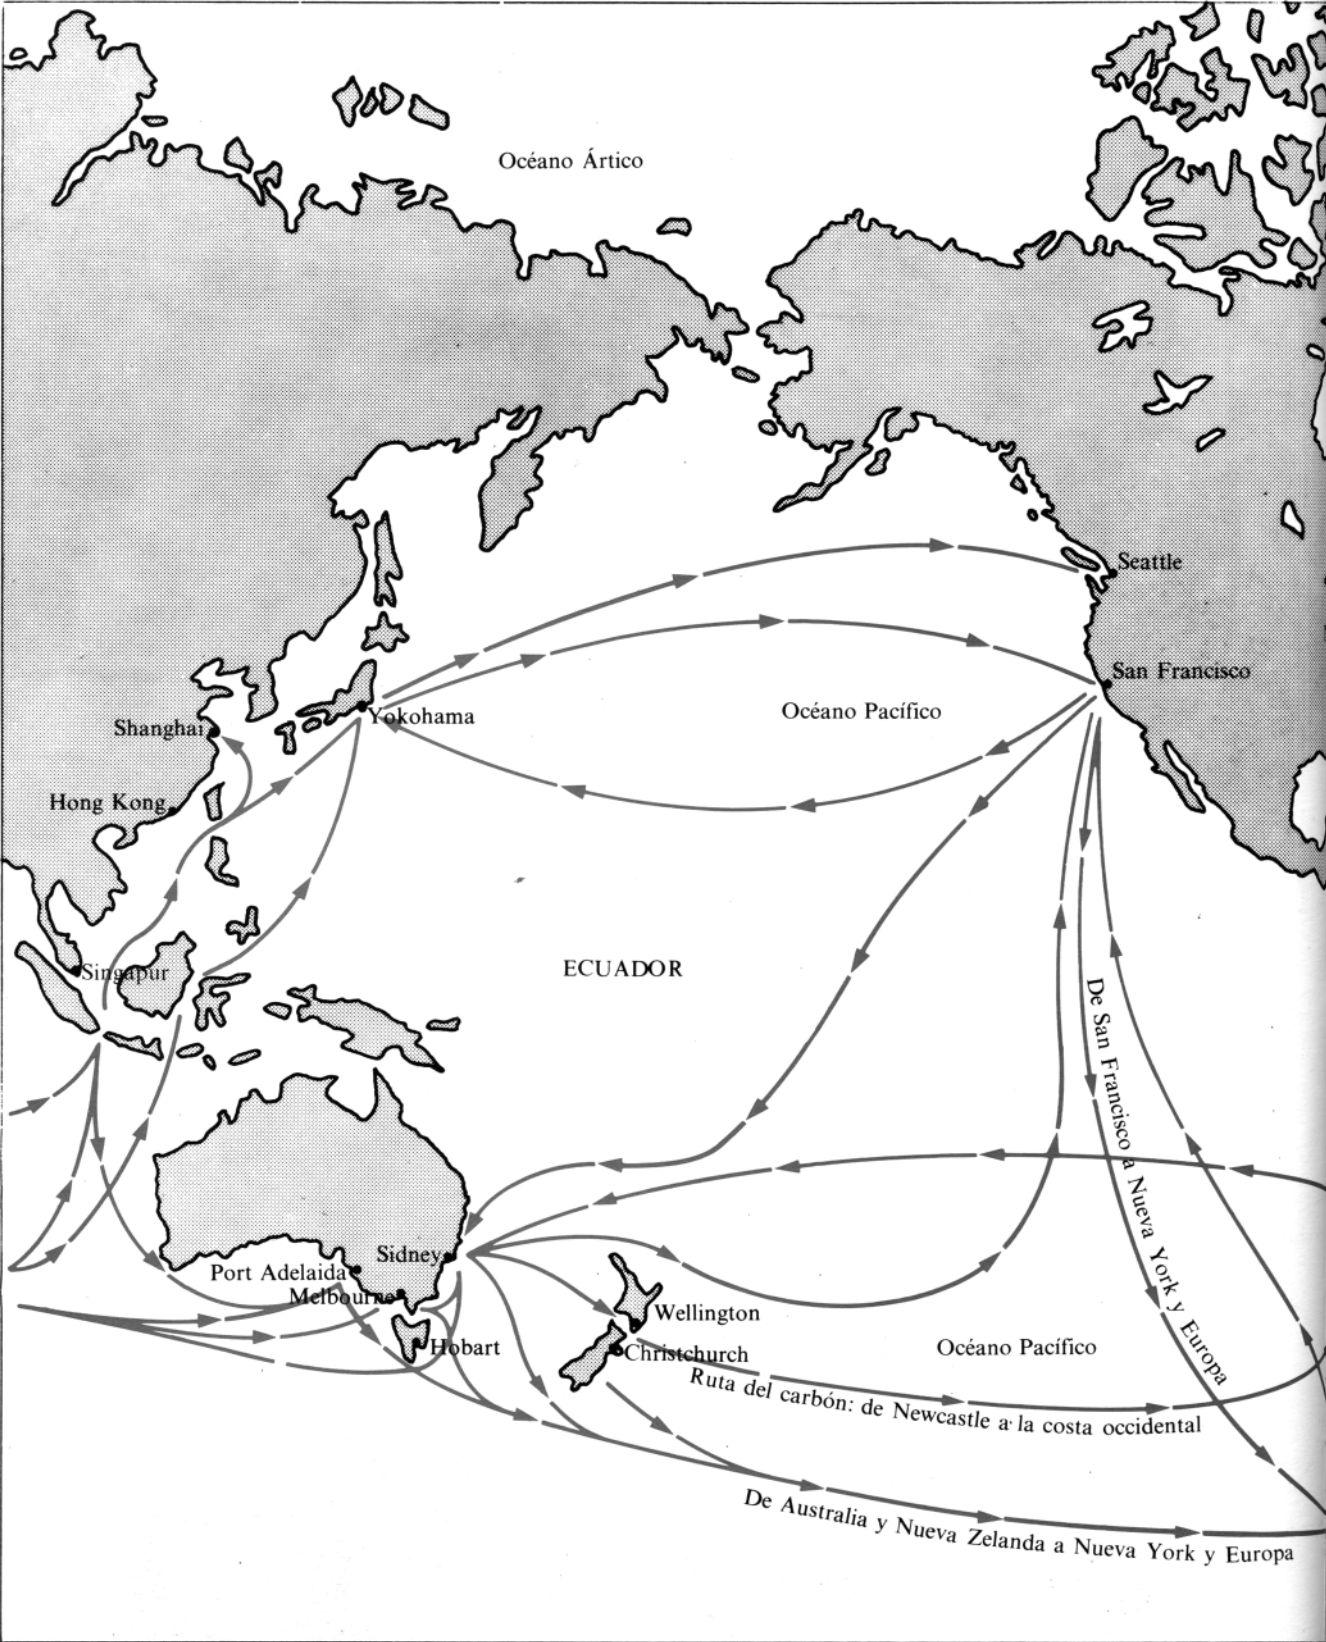 Océano Ártico
Seattle
San Francisco
Océano Pacífico
Yokohama
Shanghai
Hong Kong
ECUADOR
Singapur
De San Francisco a Nueva York y Europa
Sidney
Port Adelaida
Melbourne
Wellington
Hobart
Christchurch
Océano Pacífico
Ruta del carbón: de Newcastle a la costa occidental
De Australia y Nueva Zelanda a Nueva York y Europa